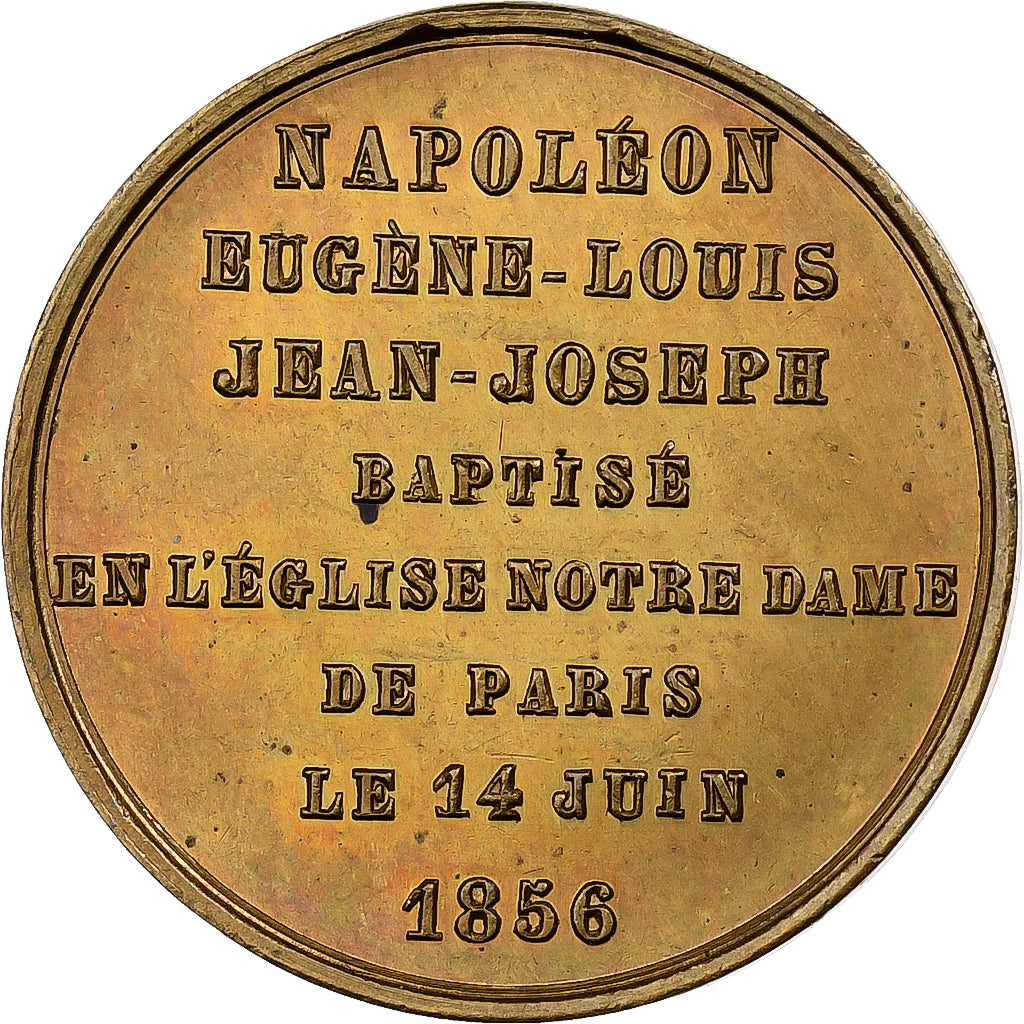 NAPOLÉON
EUGÈNE-LOUIS
JEAN-JOSEPH
BAPTISÉ
EN L'ÉGLISE NOTRE DAME
DE PARIS
LE 14 JUIN
1856